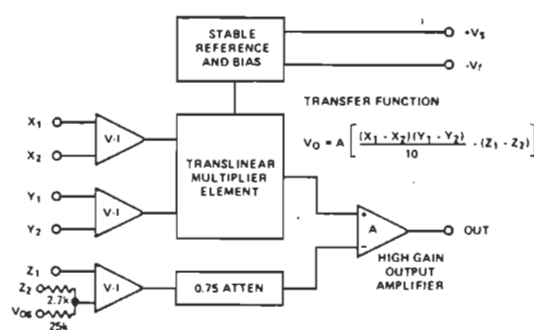 STABLE
REFERENCE
AND BIAS
+Vs
-Vf
TRANSFER FUNCTION
VO = A [ (X1 - X2)(Y1 - Y2) / 10 - (Z1 - Z2) ]
X1
X2
V-I
TRANSLINEAR
MULTIPLIER
ELEMENT
Y1
Y2
V-I
+
A
-
OUT
HIGH GAIN
OUTPUT
AMPLIFIER
Z1
Z2
2.7k
VOS
25k
V-I
0.75 ATTEN